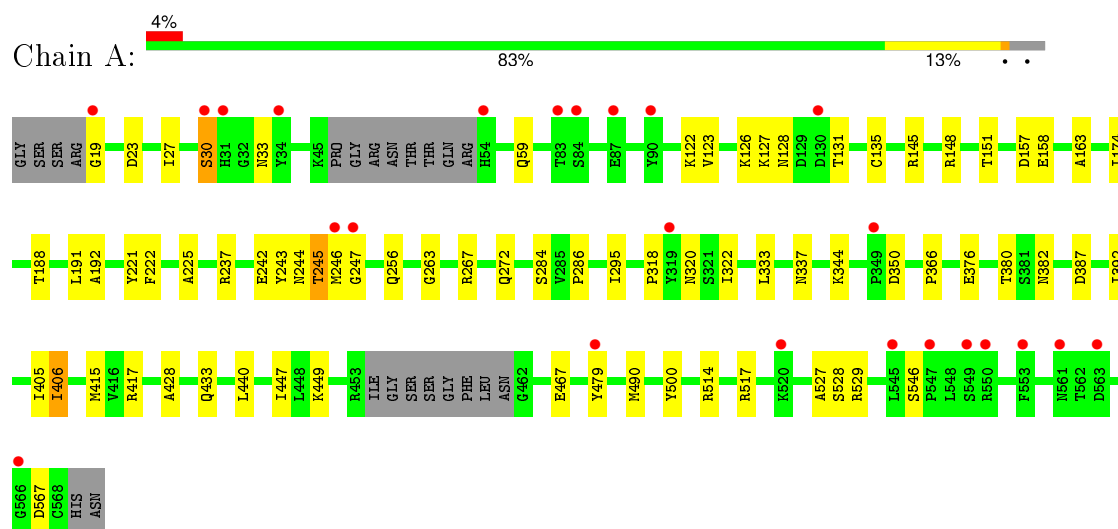 4%
Chain A:
83% 13% • •
GLY SER SER ARG G19 D23 I27 S30 H31 G32 N33 Y34 K45 PRO GLY ARG ASN THR THR GLN ARG H54 Q59 T83 S84 E87 Y90 K122 V123 K126 K127 N128 D129 D130 T131 C135 R145 R148 T151 D157 E158 A163 I174
T188 L191 A192 Y221 F222 A225 R237 E242 Y243 N244 T245 M246 G247 Q256 G263 R267 Q272 S284 V285 P286 I295 P318 Y319 N320 S321 I322 L333 N337 K344 P349 D350 P366 E376 T380 S381 N382 D387 I392
I405 I406 M415 V416 R417 A428 Q433 L440 I447 L448 K449 R453 ILE GLY SER SER GLY PHE LEU ASN G462 E467 Y479 M490 Y500 R514 R517 K520 A527 S528 R529 L545 S546 P547 L548 S549 R550 F553 N561 T562 D563
G566 D567 C568 HIS ASN